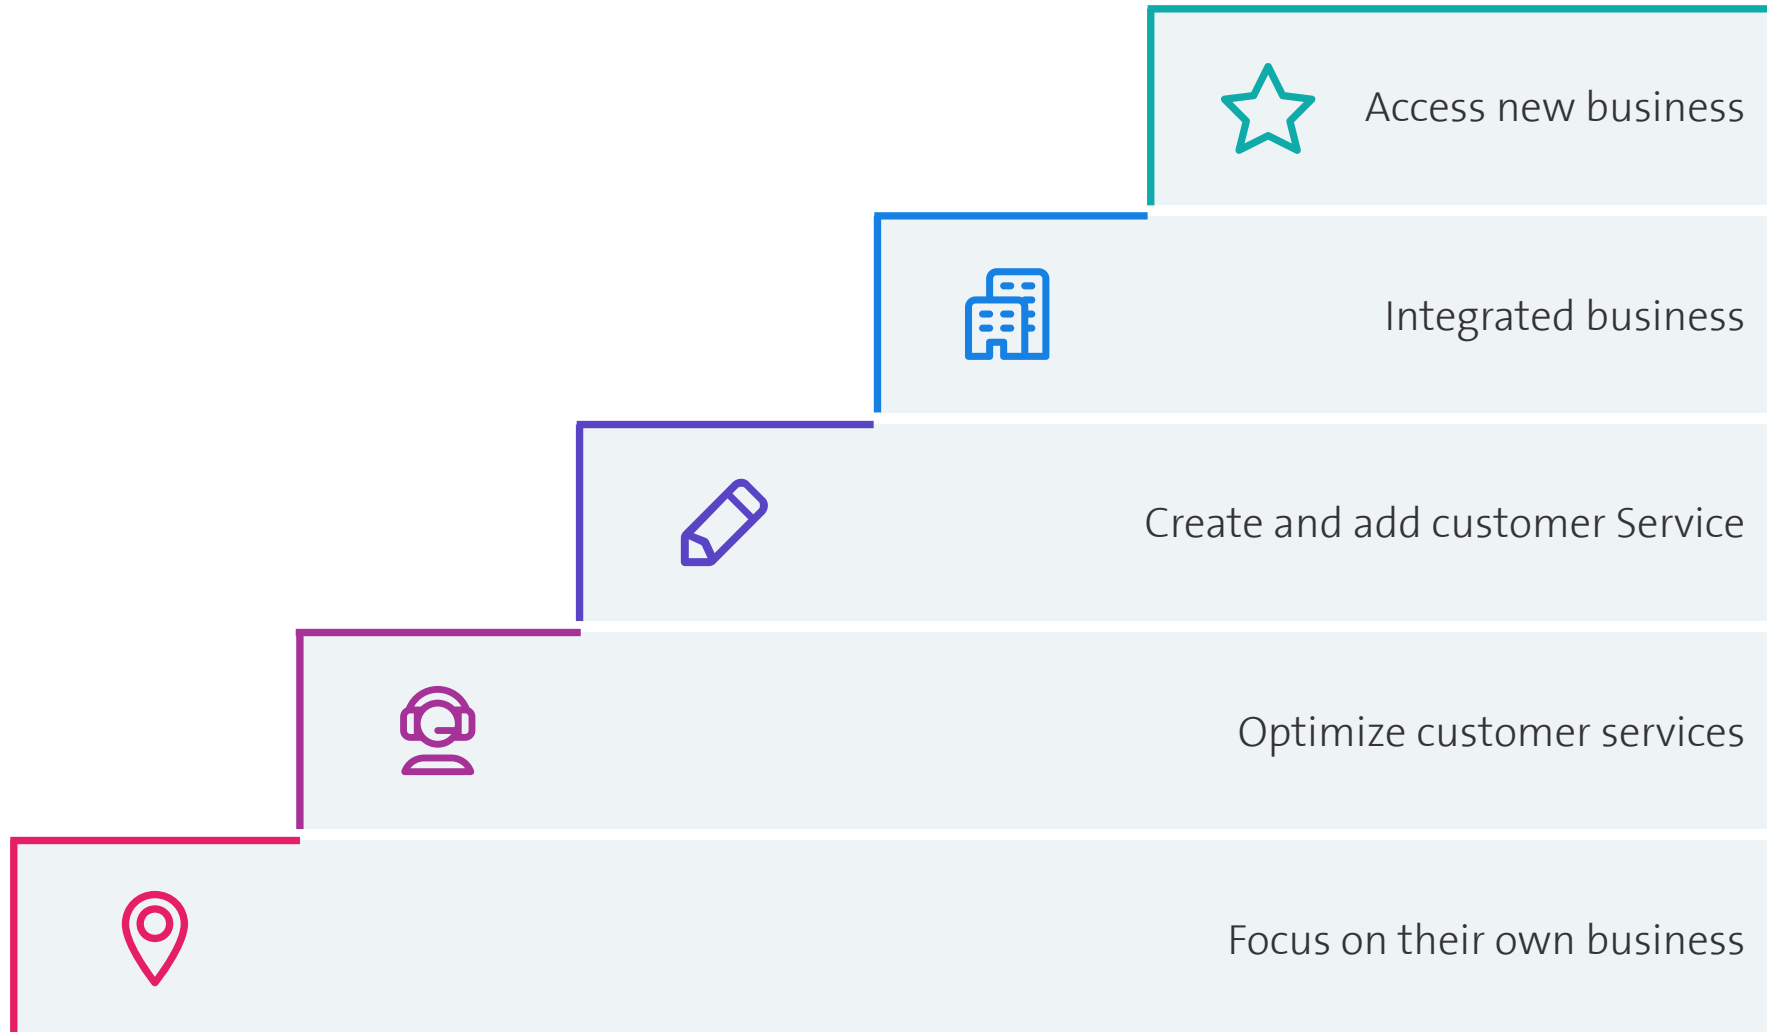 Access new business
Integrated business
Create and add customer Service
Optimize customer services
Focus on their own business